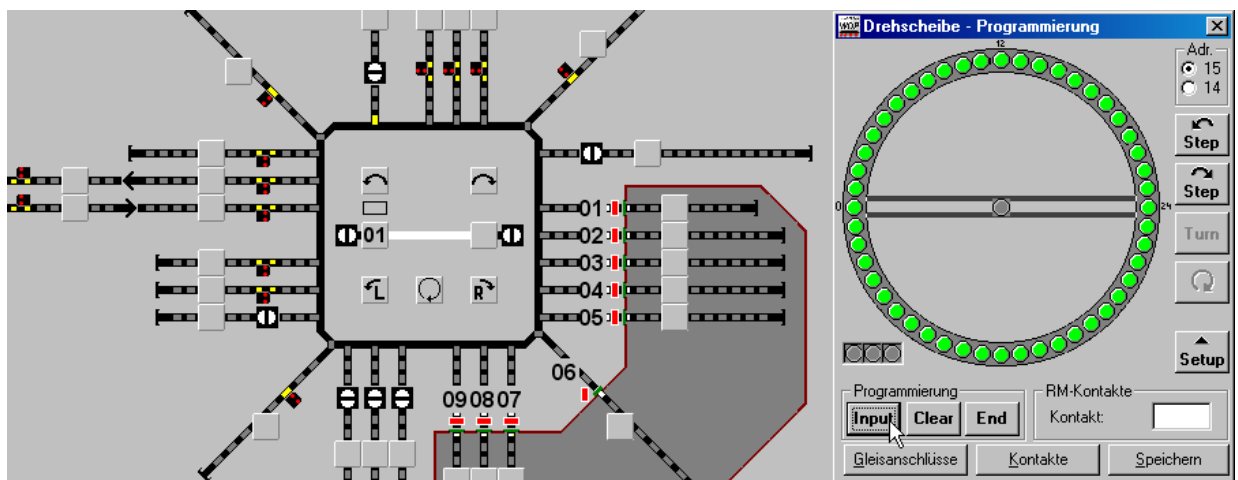 01
01
02
03
04
05
06
09 08 07
L
R
WDP Drehscheibe - Programmierung
Adr.
15
14
12
0
24
Step
Step
Turn
Setup
Programmierung
Input Clear End
RM-Kontakte
Kontakt:
Gleisanschlüsse Kontakte Speichern